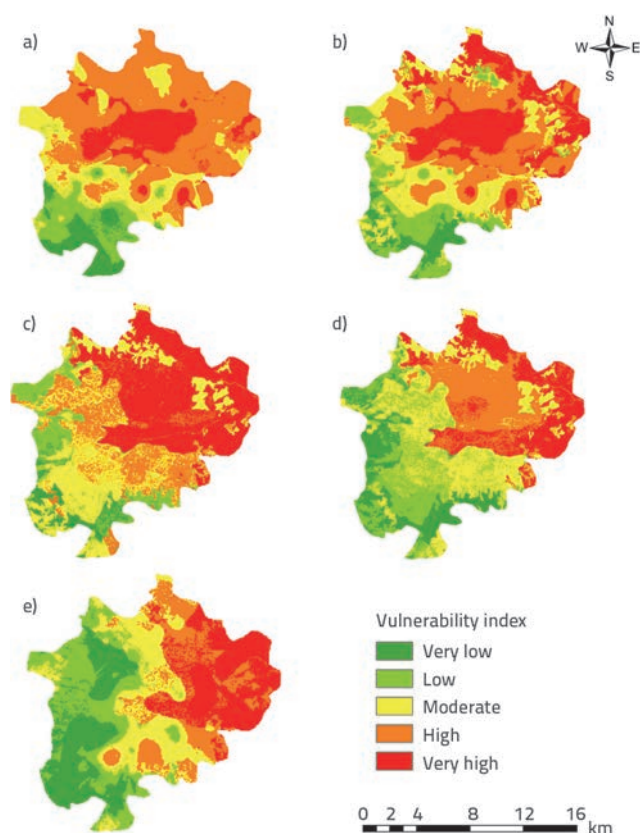 a)
b)
N
W E
S
c)
d)
e)
Vulnerability index
Very low
Low
Moderate
High
Very high
0 2 4 8 12 16
km